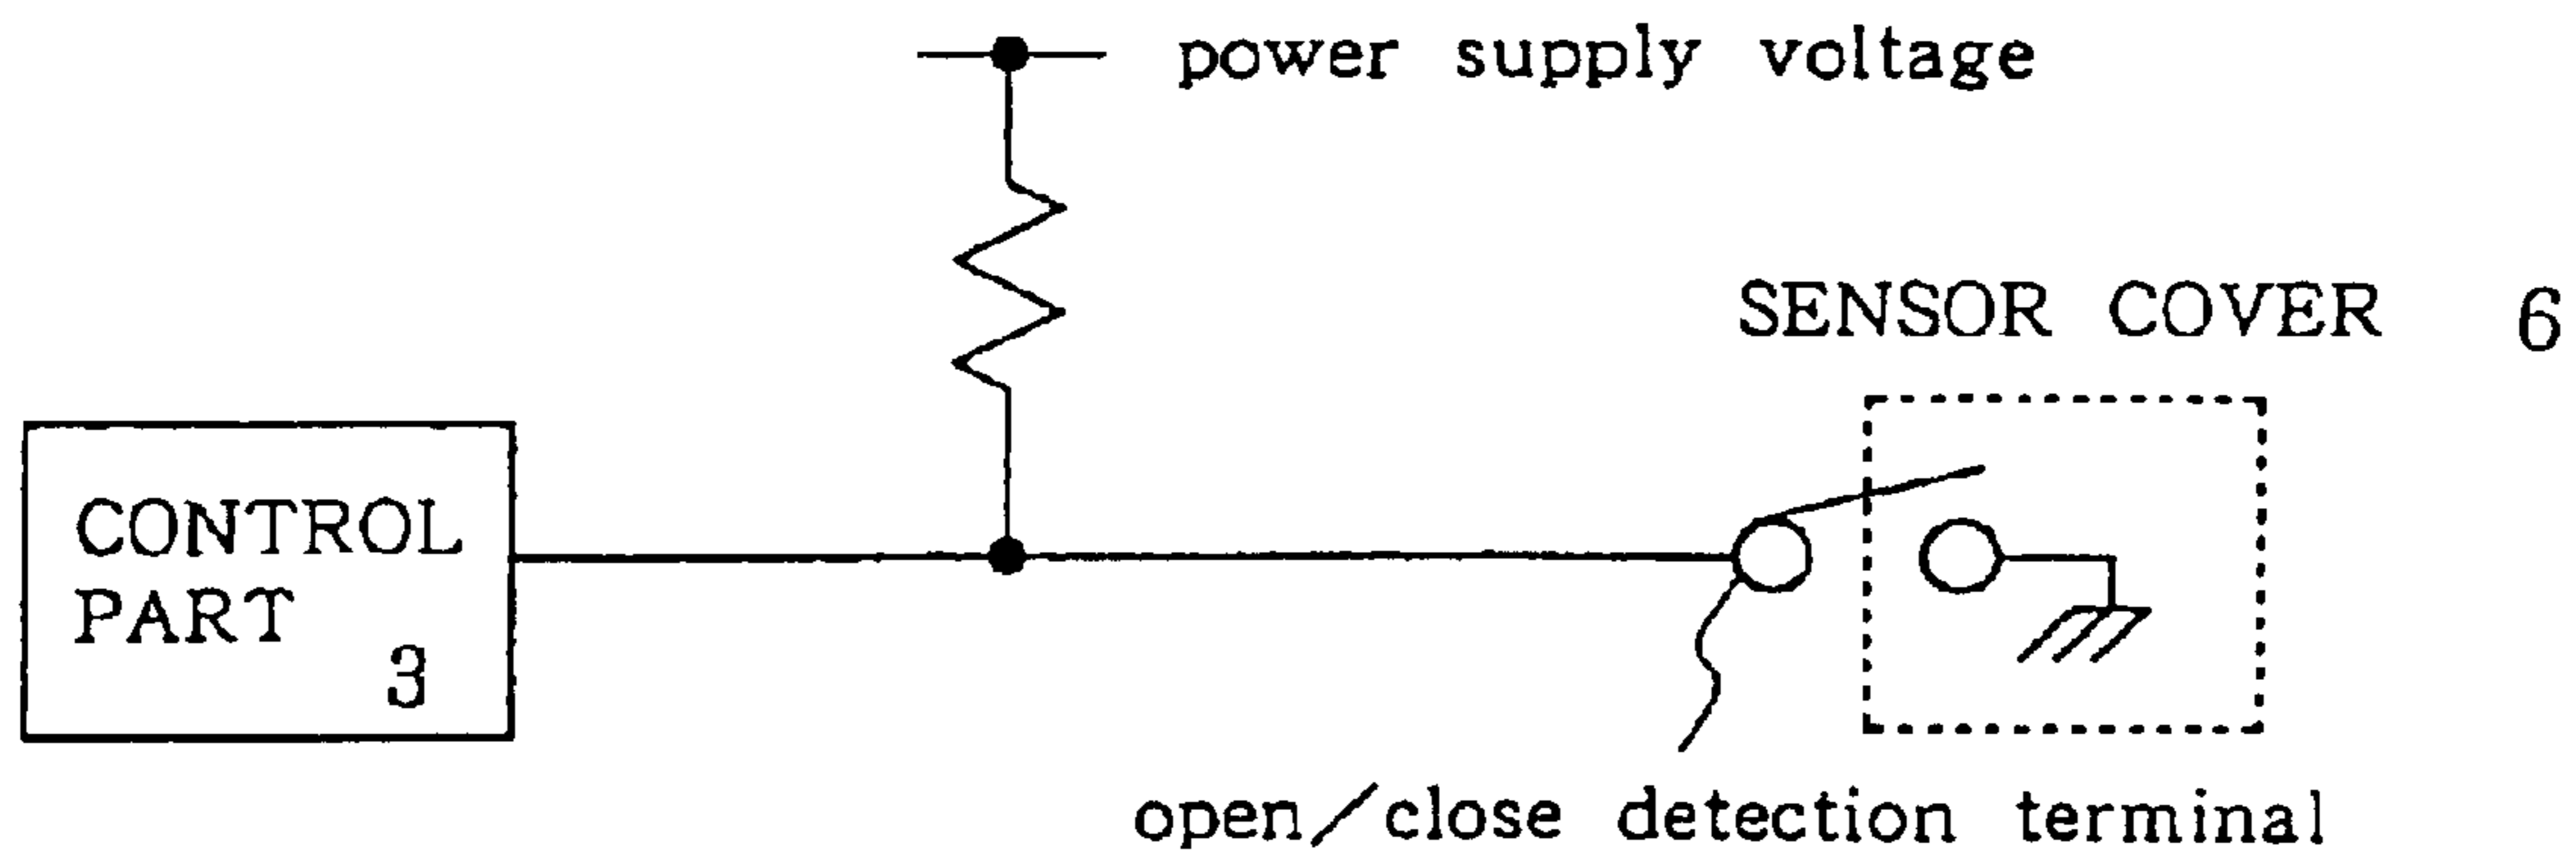 power supply voltage
SENSOR COVER 6
CONTROL
PART
3
open/close detection terminal